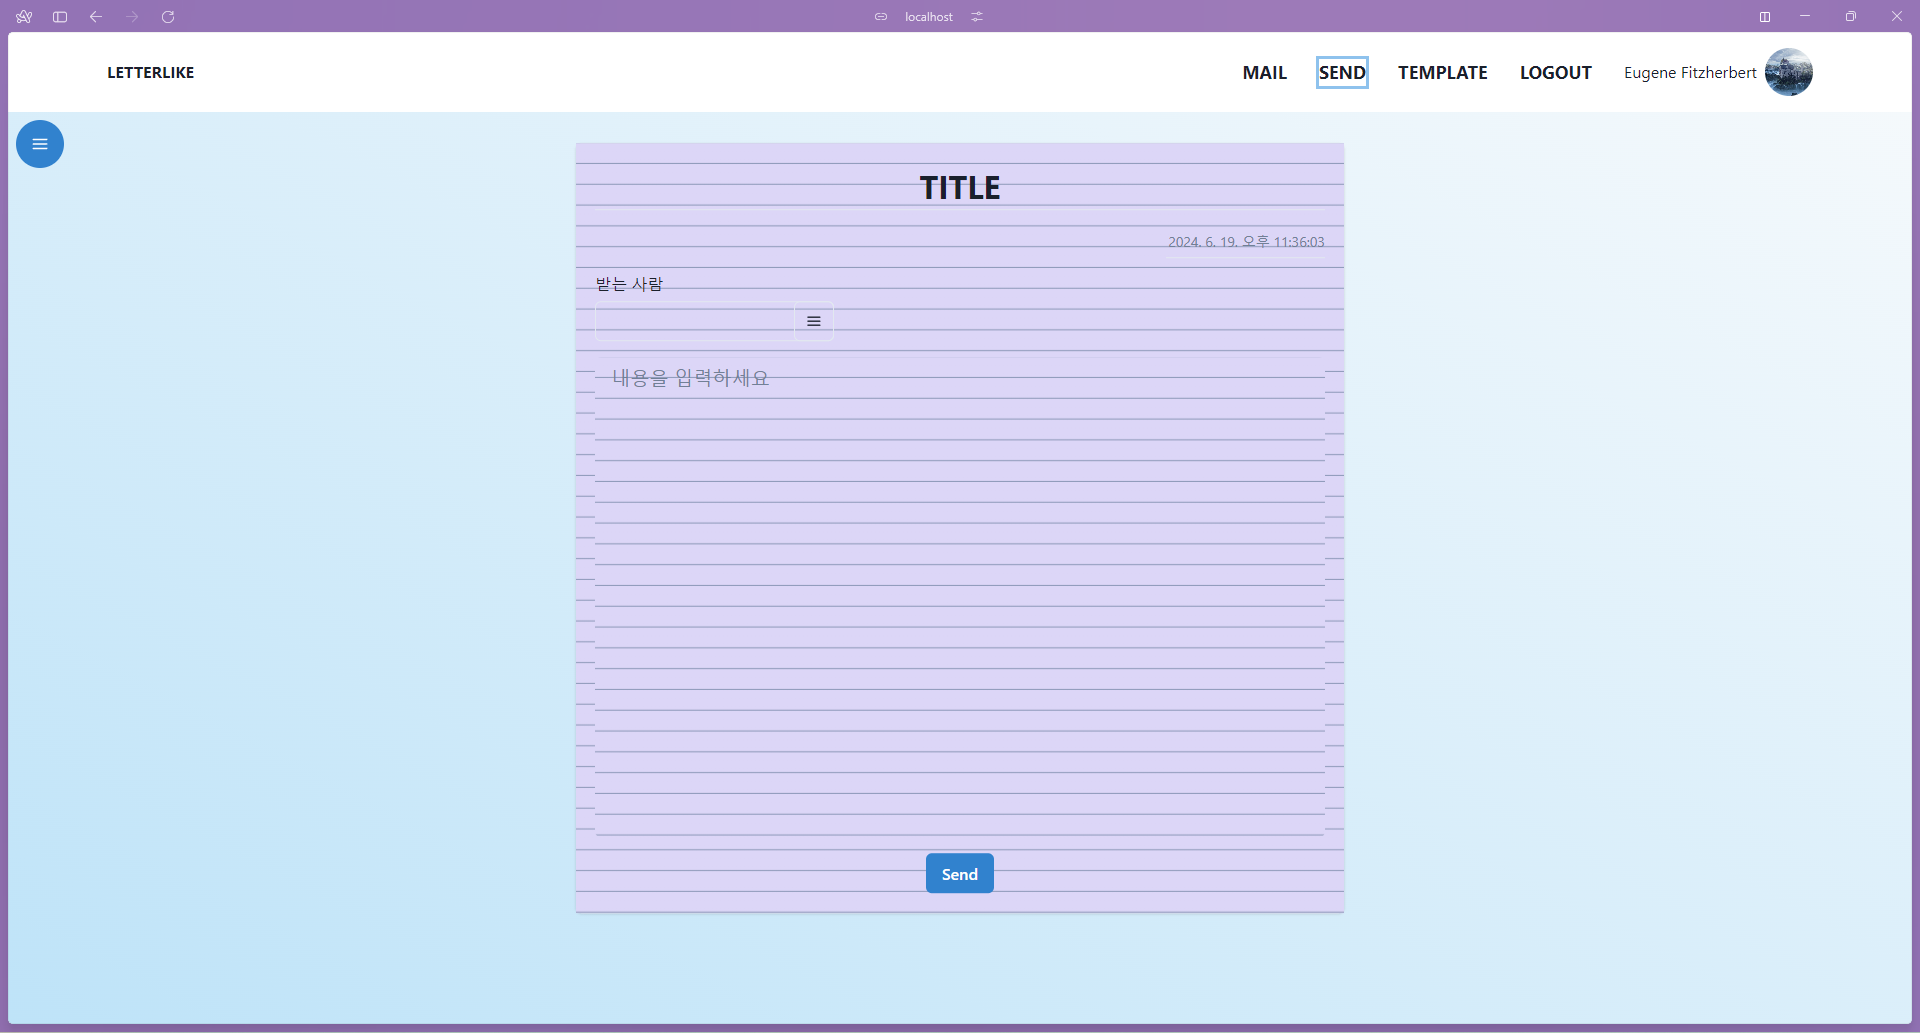 localhost
LETTERLIKE
MAIL SEND TEMPLATE LOGOUT Eugene Fitzherbert
TITLE
2024. 6. 19. 오후 11:36:03
받는 사람
내용을 입력하세요
Send